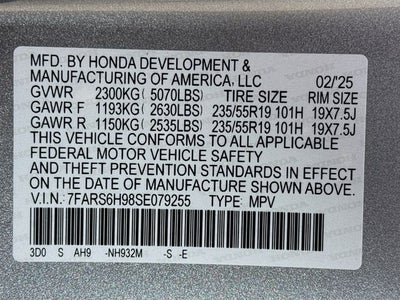 MFD. BY HONDA DEVELOPMENT &
MANUFACTURING OF AMERICA, LLC 02/'25
GVWR 2300KG (5070LBS) TIRE SIZE RIM SIZE
GAWR F 1193KG (2630LBS) 235/55R19 101H 19X7.5J
GAWR R 1150KG (2535LBS) 235/55R19 101H 19X7.5J
THIS VEHICLE CONFORMS TO ALL APPLICABLE
FEDERAL MOTOR VEHICLE SAFETY
AND THEFT PREVENTION STANDARDS IN EFFECT
ON THE DATE OF MANUFACTURE SHOWN ABOVE.
V.I.N.: 7FARS6H98SE079255 TYPE: MPV
3D0 S AH9 -NH932M -S -E